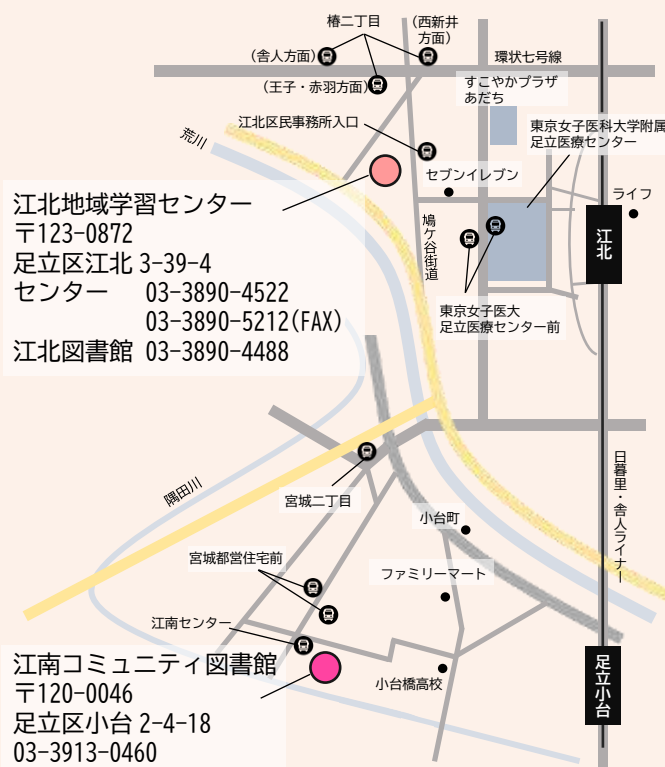 椿二丁目
(西新井
方面)
(舎人方面)
環状七号線
(王子・赤羽方面)
すこやかプラザ
あだち
江北区民事務所入口
東京女子医科大学附属
足立医療センター
荒川
セブンイレブン
ライフ
江北地域学習センター
〒123-0872
足立区江北 3-39-4
センター 03-3890-4522
03-3890-5212(FAX)
江北図書館 03-3890-4488
鳩ケ谷街道
江北
東京女子医大
足立医療センター前
日暮里・舎人ライナー
隅田川
宮城二丁目
小台町
宮城都営住宅前
ファミリーマート
江南センター
小台橋高校
足立小台
江南コミュニティ図書館
〒120-0046
足立区小台 2-4-18
03-3913-0460